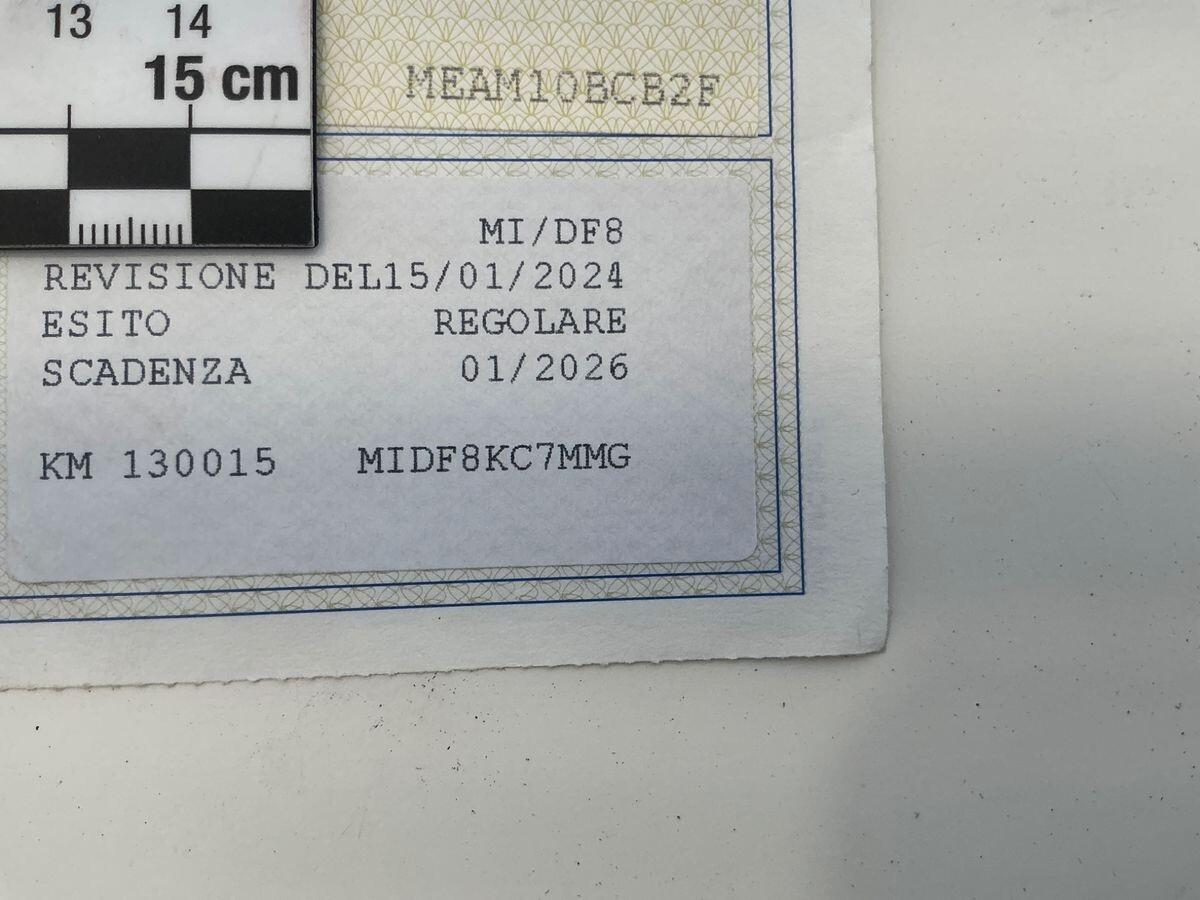 13 14
15 cm
MEAM10BCB2F
MI/DF8
REVISIONE DEL15/01/2024
ESITO REGOLARE
SCADENZA 01/2026
KM 130015 MIDF8KC7MMG